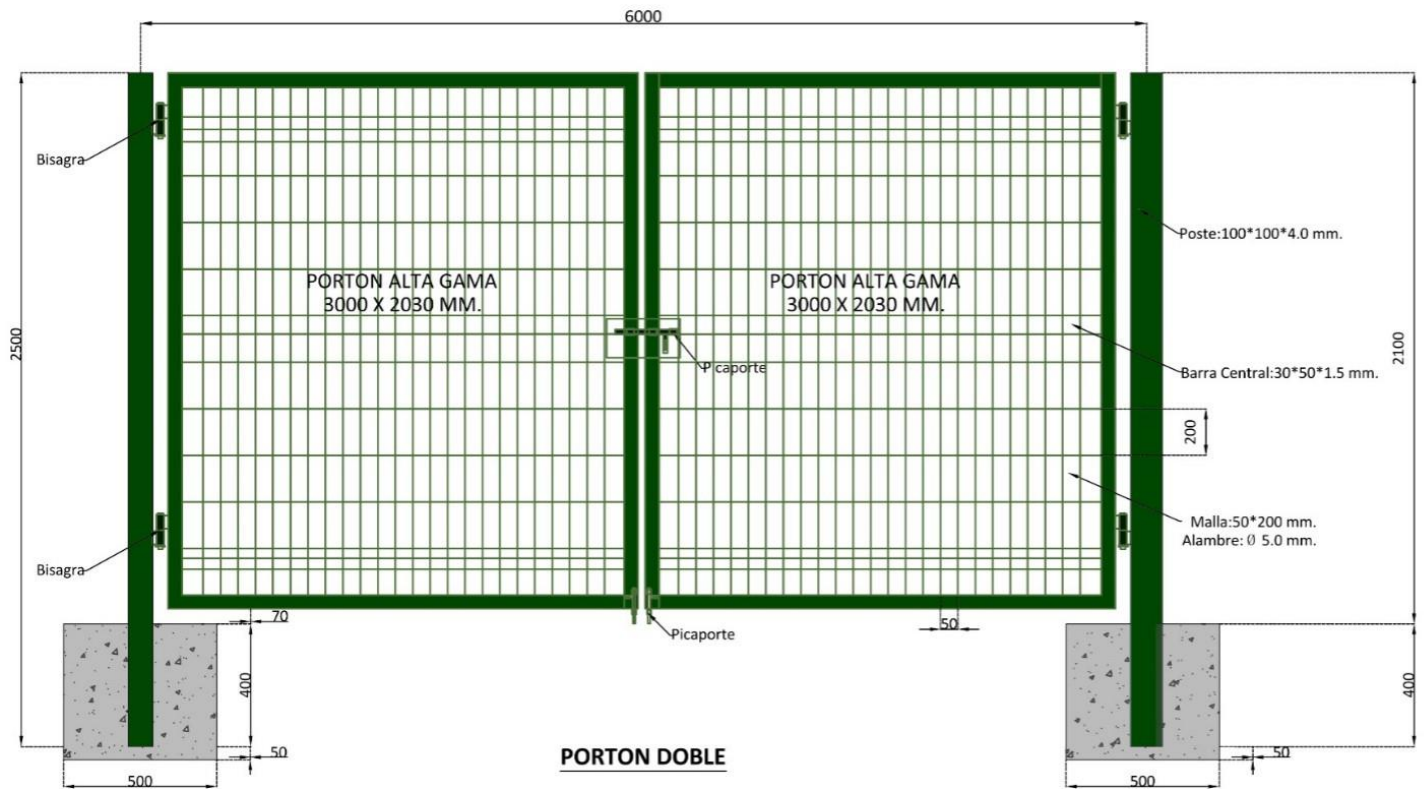 6000
Bisagra
Poste:100*100*4.0 mm.
PORTON ALTA GAMA
3000 X 2030 MM.
PORTON ALTA GAMA
3000 X 2030 MM.
2500
2100
Picaporte
Barra Central:30*50*1.5 mm.
200
Malla:50*200 mm.
Alambre: Ø 5.0 mm.
Bisagra
70
50
Picaporte
400
400
50
50
PORTON DOBLE
500
500